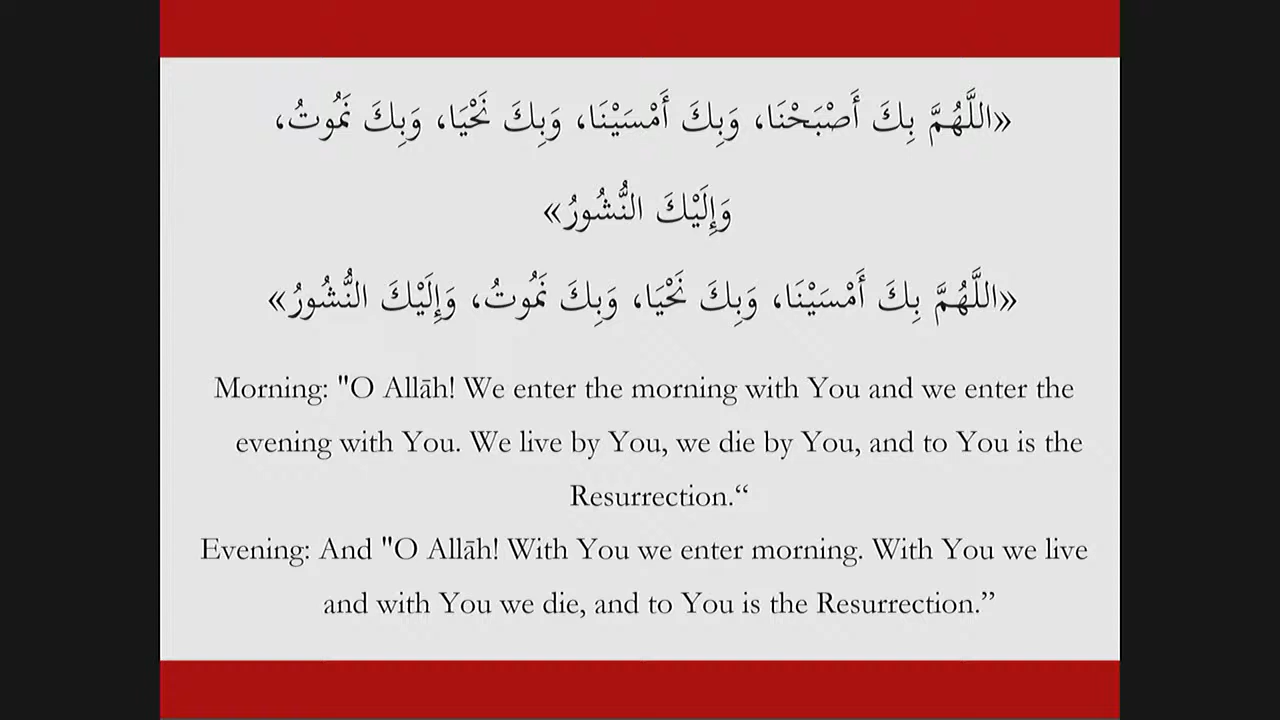 «اللَّهُمَّ بِكَ أَصْبَحْنَا، وَبِكَ أَمْسَيْنَا، وَبِكَ نَحْيَا، وَبِكَ نَمُوتُ،
وَإِلَيْكَ النُّشُورُ»
«اللَّهُمَّ بِكَ أَمْسَيْنَا، وَبِكَ نَحْيَا، وَبِكَ نَمُوتُ، وَإِلَيْكَ النُّشُورُ»
Morning: "O Allāh! We enter the morning with You and we enter the
evening with You. We live by You, we die by You, and to You is the
Resurrection.“
Evening: And "O Allāh! With You we enter morning. With You we live
and with You we die, and to You is the Resurrection.”